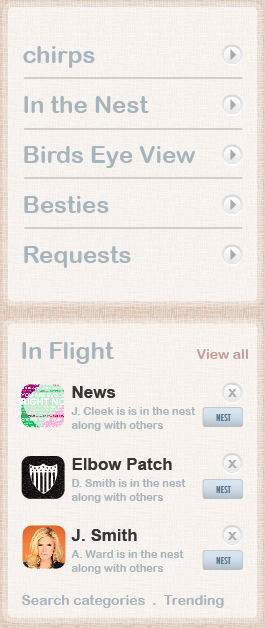 chirps
In the Nest
Birds Eye View
Besties
Requests
In Flight
View all
RIGHT NO
News
X
J. Cleek is is in the nest
along with others
NEST
Elbow Patch
X
D. Smith is in the nest
along with others
NEST
J. Smith
X
A. Ward is in the nest
along with others
NEST
Search categories . Trending